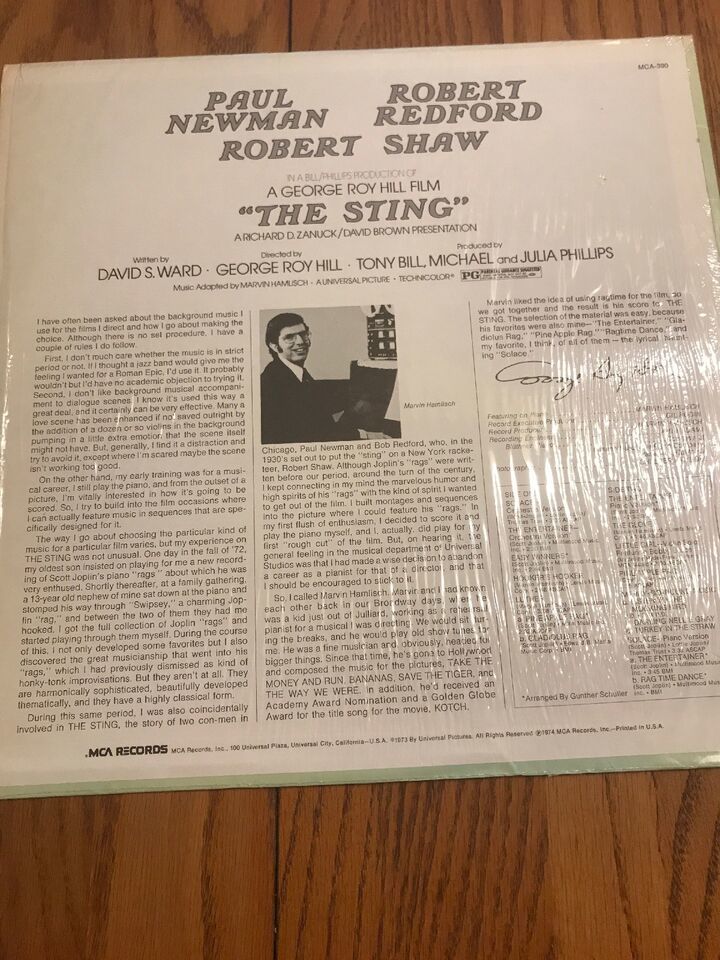 MCA-390
PAUL NEWMAN
ROBERT REDFORD
ROBERT SHAW
IN A BILL/PHILLIPS PRODUCTION OF
A GEORGE ROY HILL FILM
"THE STING"
A RICHARD D. ZANUCK/DAVID BROWN PRESENTATION
Written by
DAVID S. WARD ·
Directed by
GEORGE ROY HILL ·
Produced by
TONY BILL, MICHAEL and JULIA PHILLIPS
Music Adapted by MARVIN HAMLISCH · A UNIVERSAL PICTURE · TECHNICOLOR® PG PARENTAL GUIDANCE SUGGESTED
I have often been asked about the background music I
use for the films I direct and how I go about making the
choice. Although there is no set procedure, I have a
couple of rules I do follow.
First, I don't much care whether the music is in strict
period or not. If I thought a jazz band would give me the
feeling I wanted for a Roman Epic, I'd use it. It probably
wouldn't but I'd have no academic objection to trying it.
Second, I don't like background musical accompani-
ment to dialogue scenes. I know it's used this way a
great deal, and it certainly can be very effective. Many a
love scene has been enhanced if not saved outright by
the addition of a dozen or so violins in the background
pumping in a little extra emotion that the scene itself
might not have. But, generally, I find it a distraction and
try to avoid it, except where I'm scared maybe the scene
isn't working too good.
On the other hand, my early training was for a musi-
cal career, I still play the piano, and from the outset of a
picture, I'm vitally interested in how it's going to be
scored. So, I try to build into the film occasions where
I can actually feature music in sequences that are spe-
cifically designed for it.
The way I go about choosing the particular kind of
music for a particular film varies, but my experience on
THE STING was not unusual. One day in the fall of '72,
my oldest son insisted on playing for me a new record-
ing of Scott Joplin's piano "rags" about which he was
very enthused. Shortly thereafter, at a family gathering,
a 13-year old nephew of mine sat down at the piano and
stomped his way through "Swipsey," a charming Jop-
lin "rag," and between the two of them they had me
hooked. I got the full collection of Joplin "rags" and
started playing through them myself. During the course
of this, I not only developed some favorites but I also
discovered the great musicianship that went into his
"rags," which I had previously dismissed as kind of
honky-tonk improvisations. But they aren't at all. They
are harmonically sophisticated, beautifully developed
thematically, and they have a highly classical form.
During this same period, I was also coincidentally
involved in THE STING, the story of two con-men in
Marvin Hamlisch
Chicago, Paul Newman and Bob Redford, who, in the
1930's set out to put the "sting" on a New York racke-
teer, Robert Shaw. Although Joplin's "rags" were writ-
ten before our period, around the turn of the century,
I kept connecting in my mind the marvelous humor and
high spirits of his "rags" with the kind of spirit I wanted
to get out of the film. I built montages and sequences
into the picture where I could feature his "rags." In
my first flush of enthusiasm, I decided to score it and
play the piano myself, and I, actually, did play for a
first "rough cut" of the film. But, on hearing it, the
general feeling in the musical department of Universal
Studios was that I had made a wise decision to abandon
a career as a pianist for that of a director and that
I should be encouraged to stick to it.
So, I called Marvin Hamlisch. Marvin and I had known
each other back in our Broadway days, when he
was a kid just out of Julliard, working as a rehearsal
pianist for a musical I was directing. We would sit dur-
ing the breaks, and he would play old show tunes for
me. He was a fine musician and, obviously, headed for
bigger things. Since that time, he's gone to Hollywood
and composed the music for the pictures, TAKE THE
MONEY AND RUN, BANANAS, SAVE THE TIGER, and
THE WAY WE WERE. In addition, he'd received an
Academy Award Nomination and a Golden Globe
Award for the title song for the movie, KOTCH.
Marvin liked the idea of using ragtime for the film, so
we got together and the result is his score to THE
STING. The selection of the material was easy, because
his favorites were also mine—"The Entertainer," "Gla-
diolus Rag," "Pine Apple Rag," "Ragtime Dance," and
my favorite, I think, of all of them — the lyrical, haunt-
ing "Solace."
George Roy Hill
Featuring on Piano
MARVIN HAMLISCH
Record Executive
Recording Engineer
SOLACE
THE ENTERTAINER
Orchestra Version
EASY WINNERS
HOOKER'S HOOKER
LUTHER
b. GLADIOLUS RAG
LITTLE GIRL
SOLACE - Piano Version
a. THE ENTERTAINER
b. RAG TIME DANCE
*Arranged By Gunther Schuller
MCA RECORDS MCA Records, Inc., 100 Universal Plaza, Universal City, California—U.S.A. ©1973 By Universal Pictures. All Rights Reserved ℗1974 MCA Records, Inc.—Printed in U.S.A.